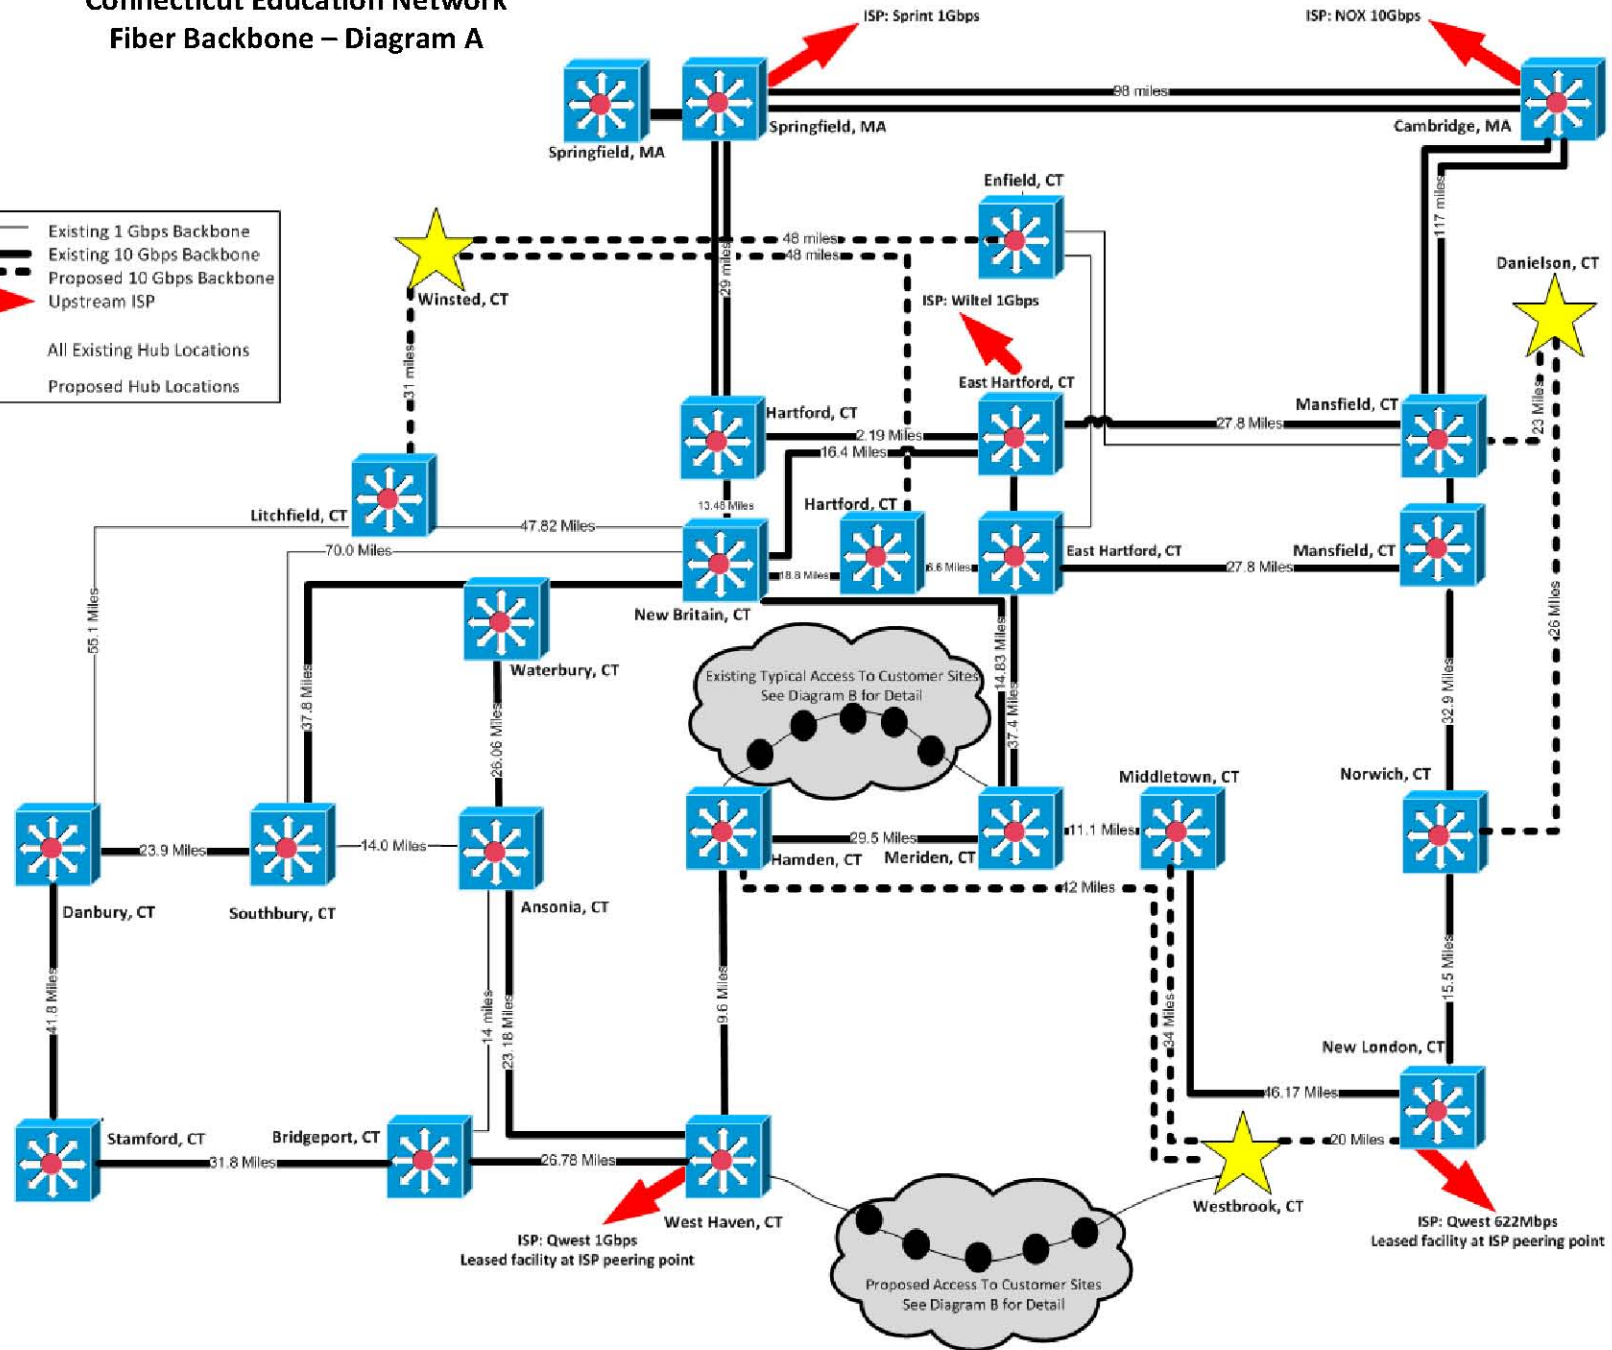 Connecticut Education Network
Fiber Backbone – Diagram A
ISP: Sprint 1Gbps
ISP: NOX 10Gbps
98 miles
Springfield, MA
Springfield, MA
Cambridge, MA
Existing 1 Gbps Backbone
Existing 10 Gbps Backbone
Proposed 10 Gbps Backbone
Upstream ISP
All Existing Hub Locations
Proposed Hub Locations
Enfield, CT
117 miles
48 miles
48 miles
29 miles
Winsted, CT
ISP: Wiltel 1Gbps
Danielson, CT
31 miles
East Hartford, CT
Hartford, CT
2.19 Miles
16.4 Miles
27.8 Miles
Mansfield, CT
23 Miles
Litchfield, CT
47.82 Miles
13.48 Miles
Hartford, CT
70.0 Miles
18.8 Miles
6.6 Miles
East Hartford, CT
27.8 Miles
Mansfield, CT
55.1 Miles
New Britain, CT
26 Miles
Waterbury, CT
37.8 Miles
26.06 Miles
Existing Typical Access To Customer Sites
See Diagram B for Detail
14.83 Miles
37.4 Miles
32.9 Miles
Middletown, CT
Norwich, CT
23.9 Miles
14.0 Miles
29.5 Miles
11.1 Miles
Hamden, CT
Meriden, CT
42 Miles
Danbury, CT
Southbury, CT
Ansonia, CT
41.8 Miles
14 miles
23.18 Miles
9.6 Miles
34 Miles
15.5 Miles
New London, CT
46.17 Miles
Stamford, CT
Bridgeport, CT
31.8 Miles
26.78 Miles
20 Miles
West Haven, CT
Westbrook, CT
ISP: Qwest 1Gbps
Leased facility at ISP peering point
ISP: Qwest 622Mbps
Leased facility at ISP peering point
Proposed Access To Customer Sites
See Diagram B for Detail